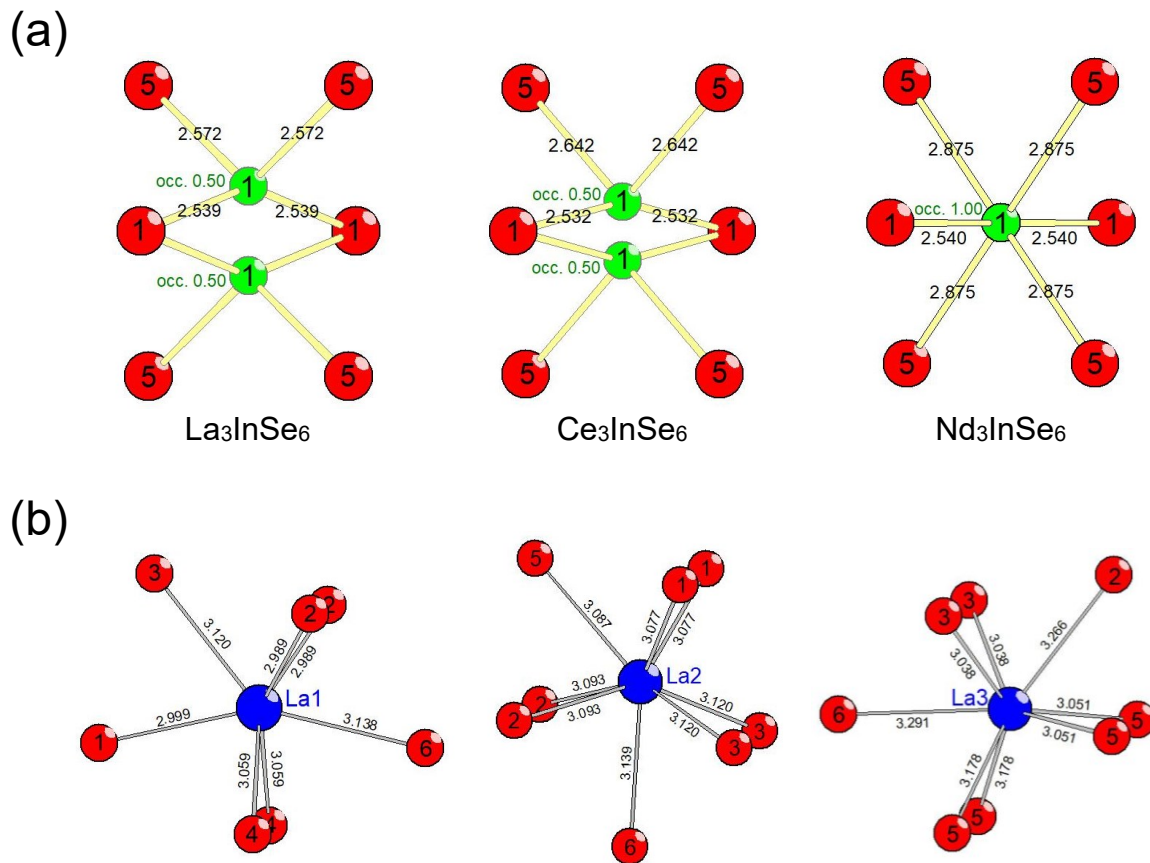 (a)
5 5 5 5 5 5
2.572 2.572 2.642 2.642 2.875 2.875
occ. 0.50 1 occ. 0.50 1 occ. 1.00
1 2.539 2.539 1 1 2.532 2.532 1 1 2.540 1 2.540 1
occ. 0.50 1 occ. 0.50 1
2.875 2.875
5 5 5 5 5 5
La₃InSe₆ Ce₃InSe₆ Nd₃InSe₆
(b)
3 2 2
3.120 2.989 2.989
La1
1 2.999 3.138 6
3.059 3.059
4 4
5 1 1
3.087 3.077 3.077
La2
2 2 3.093 3.093 3.120 3.120 3 3
3.139
6
3 3 2
3.038 3.038 3.266
La3
6 3.291 3.051 3.051 5 5
3.178 3.178
5 5